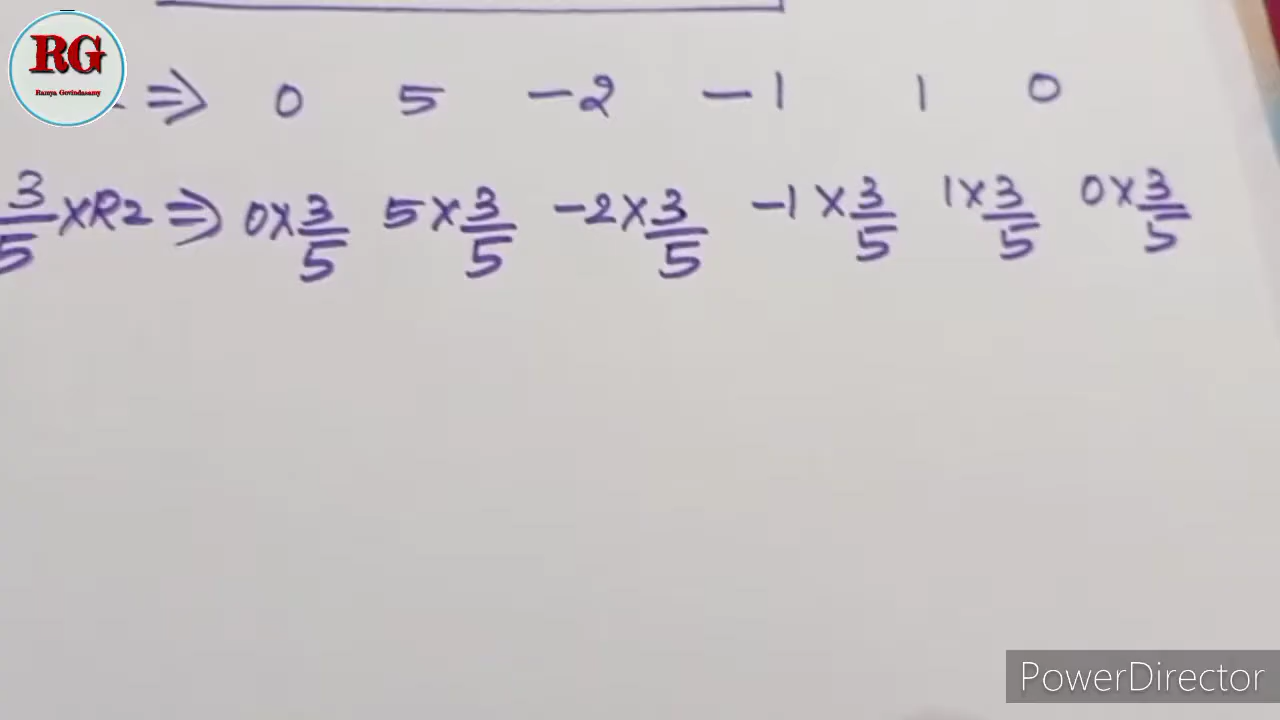 RG
Ramya Govindasamy
⇒ 0 5 -2 -1 1 0
3/5 × R2 ⇒ 0×3/5 5×3/5 -2×3/5 -1×3/5 1×3/5 0×3/5
PowerDirector